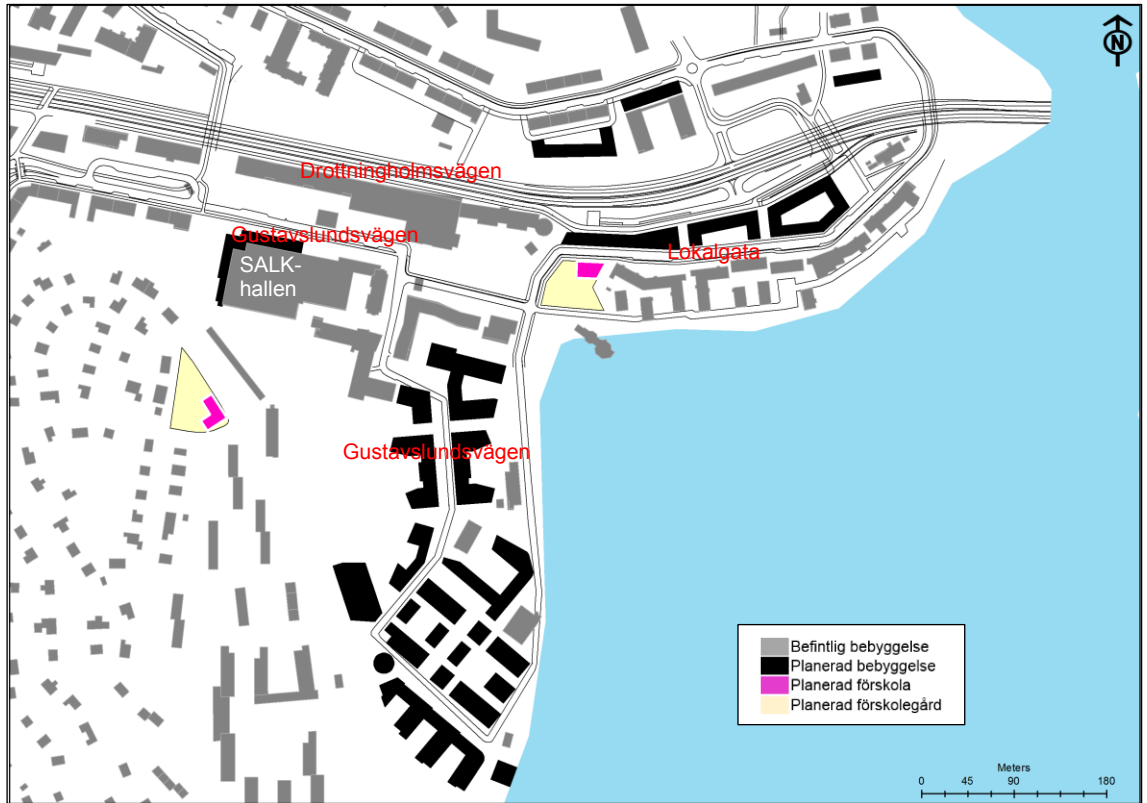 N
Drottningholmsvägen
Gustavslundsvägen
Lokalgata
SALK-
hallen
Gustavslundsvägen
Befintlig bebyggelse
Planerad bebyggelse
Planerad förskola
Planerad förskolegård
Meters
0 45 90 180